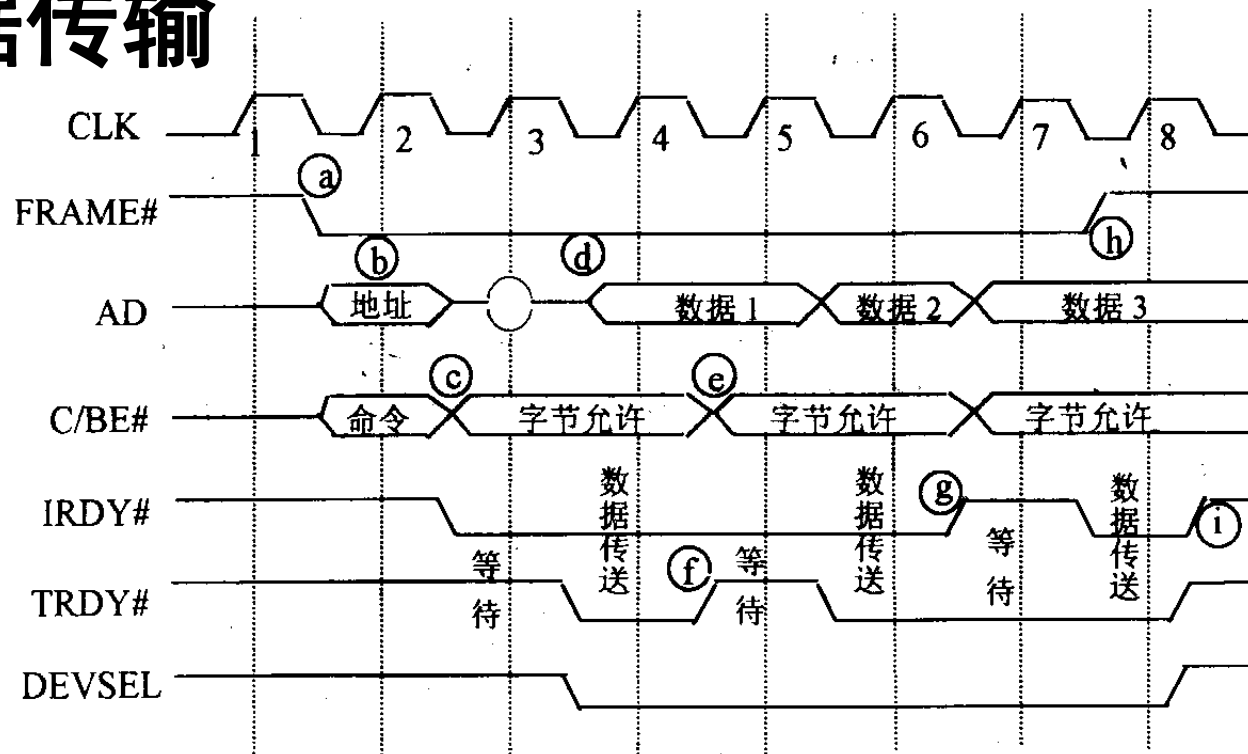 据传输
CLK 1 2 3 4 5 6 7 8
a
FRAME#
b d h
AD 地址 数据1 数据2 数据3
c e
C/BE# 命令 字节允许 字节允许 字节允许
数据传送 数据传送 数据传送
IRDY# g i
等待 等待 等待
f
TRDY#
DEVSEL